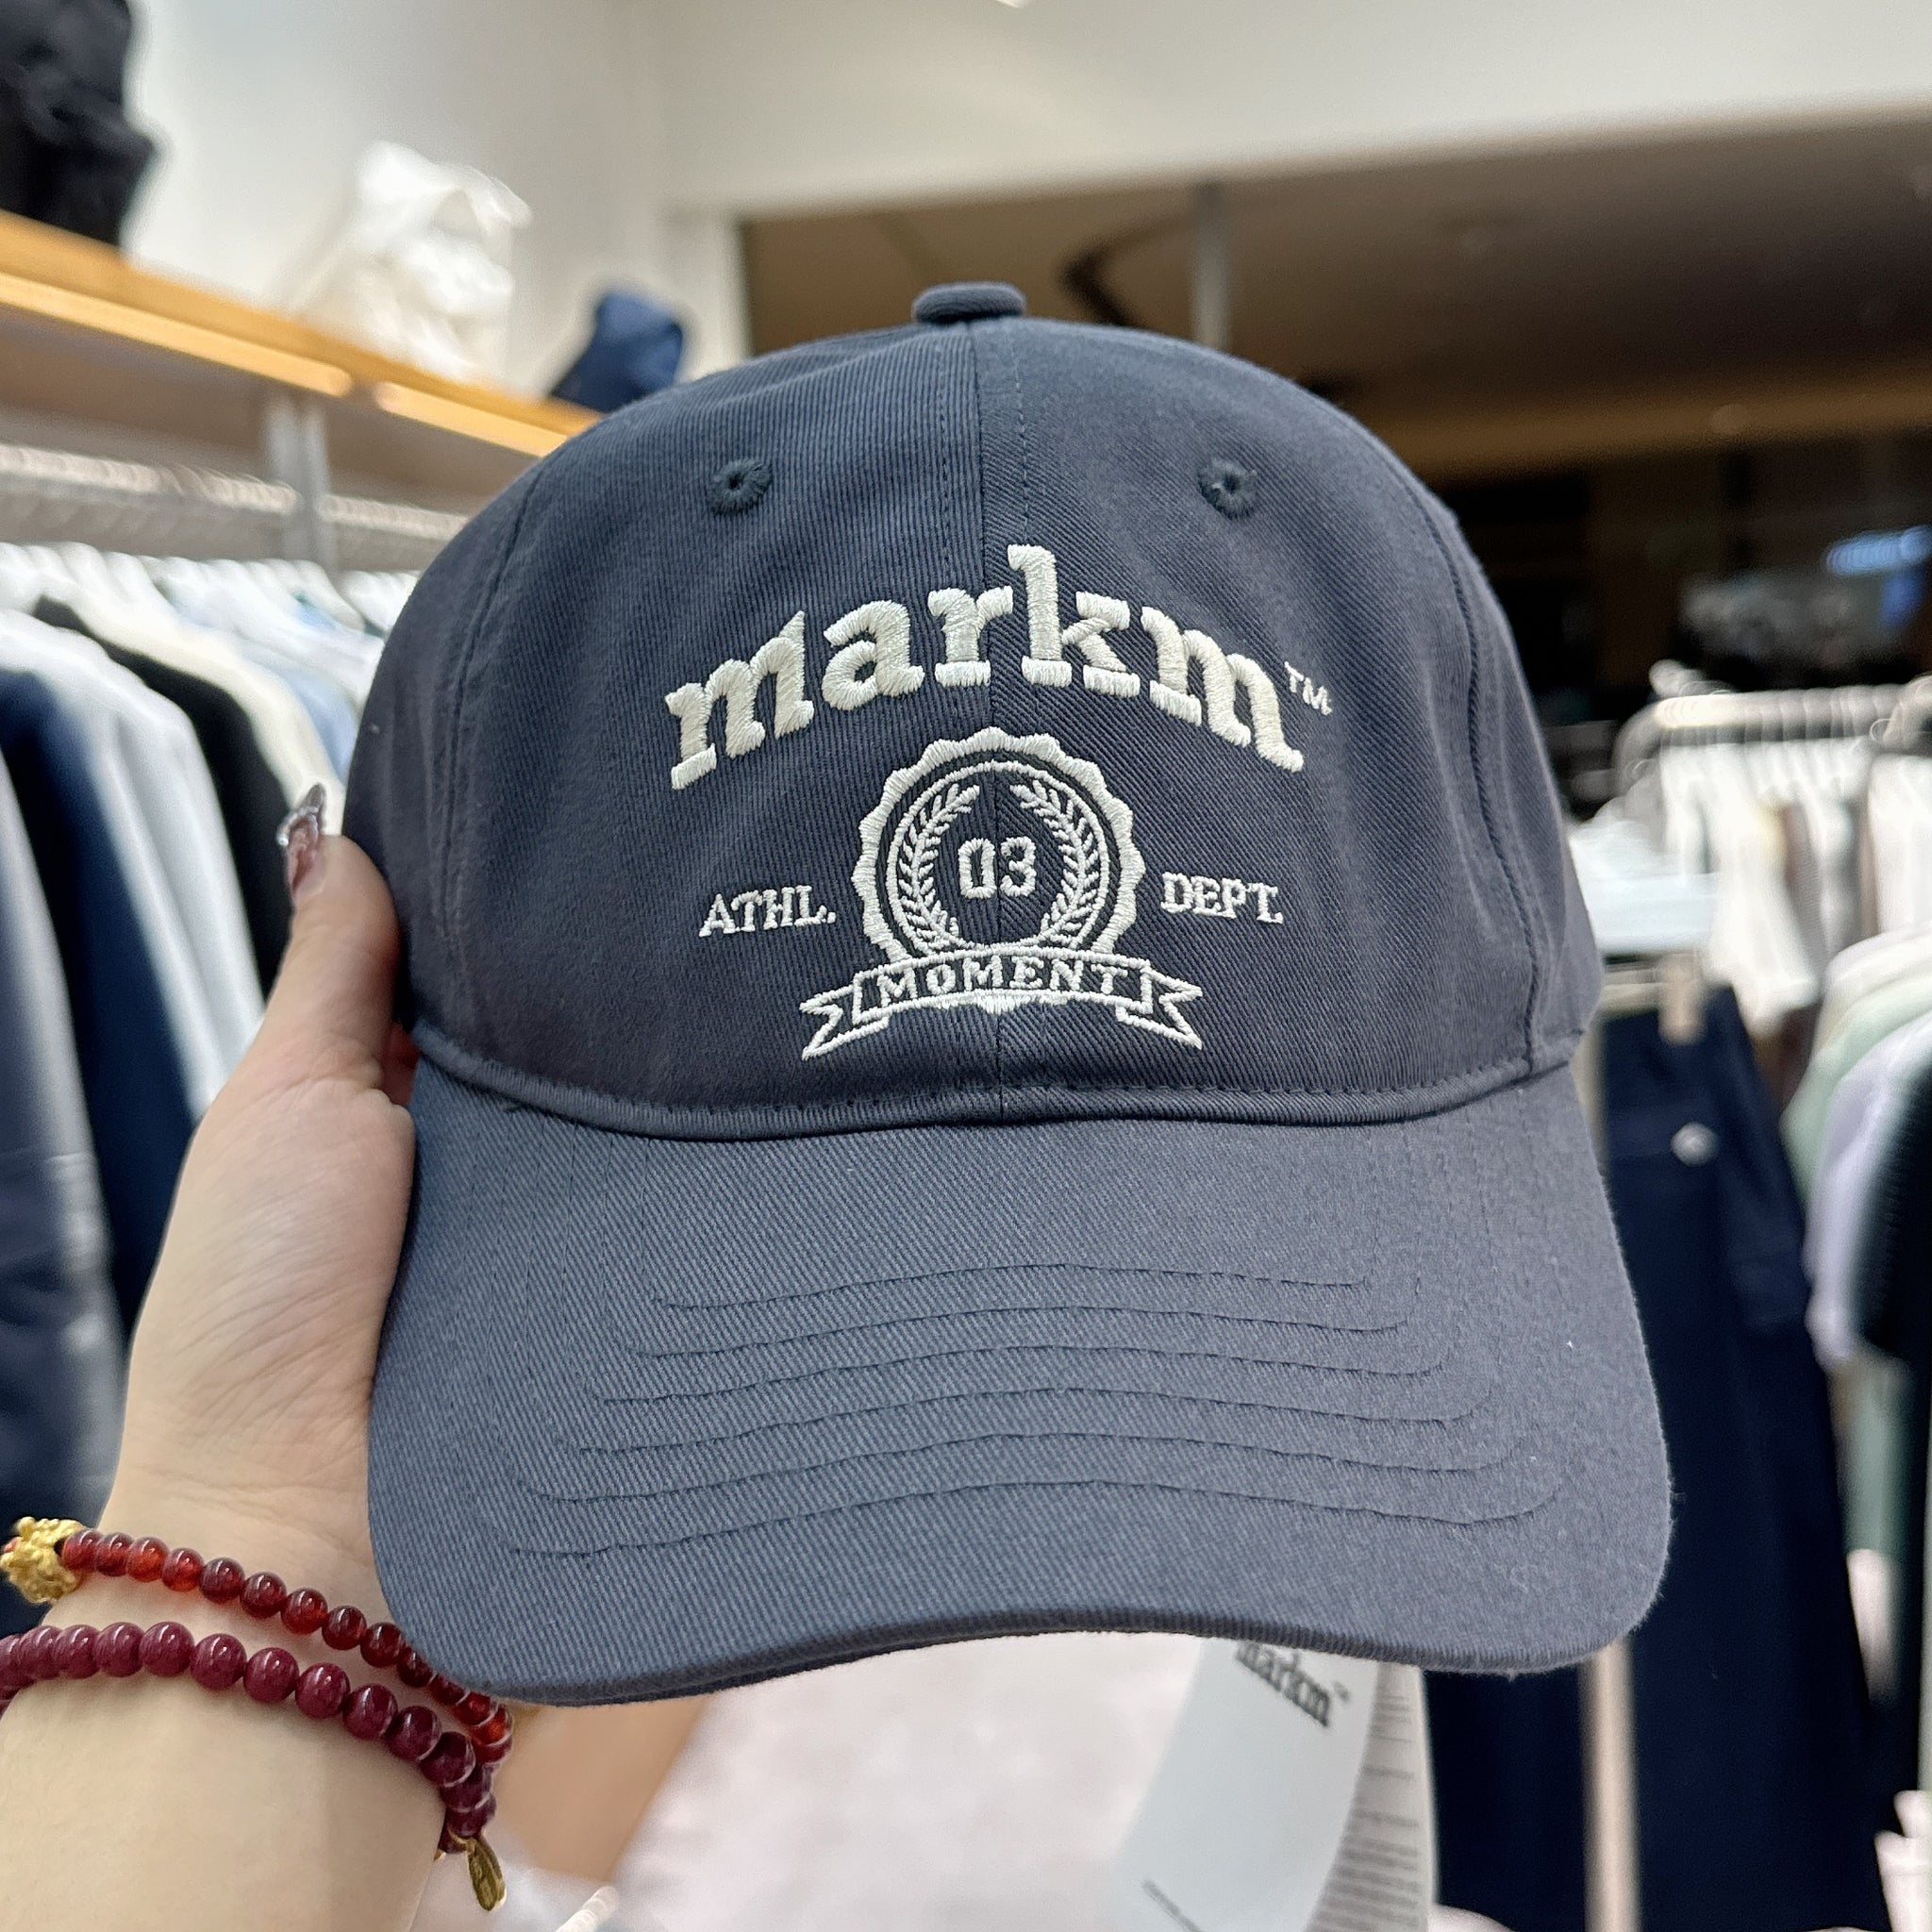 markm™
03
ATHL. DEPT.
MOMENT
markm™